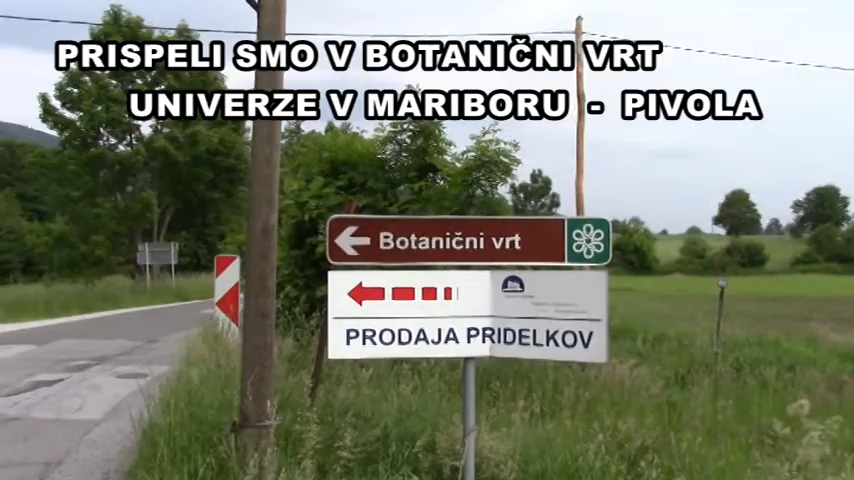 PRISPELI SMO V BOTANIČNI VRT
UNIVERZE V MARIBORU - PIVOLA
Botanični vrt
PRODAJA PRIDELKOV